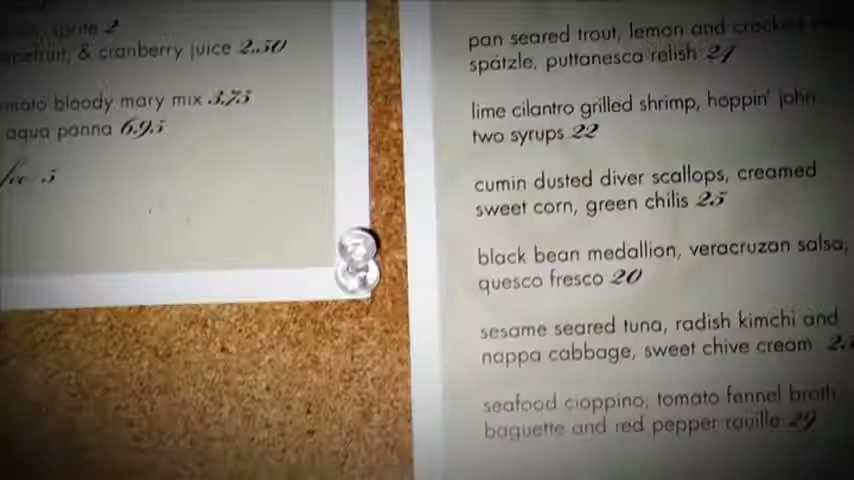 sprite 2
& cranberry juice 2.50
bloody mary mix 3.75
aqua panna 6.95
5
pan seared trout, lemon and cracked
spätzle, puttanesca relish 24
lime cilantro grilled shrimp, hoppin' john,
two syrups 22
cumin dusted diver scallops, creamed
sweet corn, green chilis 25
black bean medallion, veracruzan salsa,
quesco fresco 20
sesame seared tuna, radish kimchi and
nappa cabbage, sweet chive cream
seafood cioppino, tomato fennel broth,
baguette and red pepper rouille 29